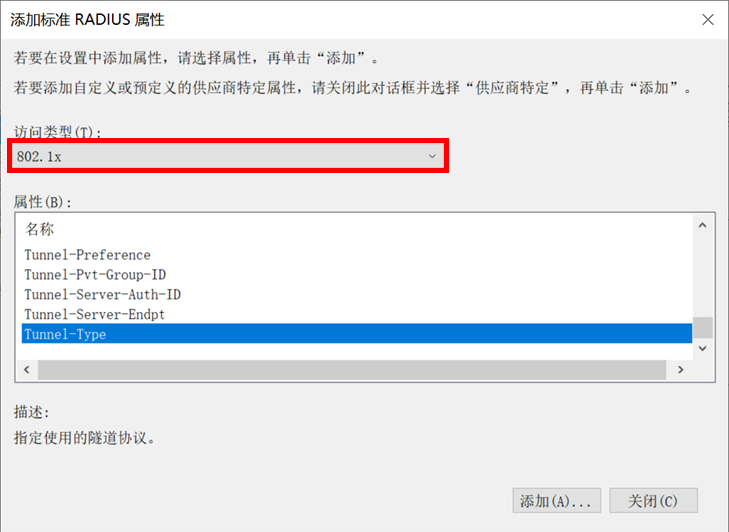 添加标准 RADIUS 属性
若要在设置中添加属性，请选择属性，再单击“添加”。
若要添加自定义或预定义的供应商特定属性，请关闭此对话框并选择“供应商特定”，再单击“添加”。
访问类型(T):
802.1x
属性(B):
名称
Tunnel-Preference
Tunnel-Pvt-Group-ID
Tunnel-Server-Auth-ID
Tunnel-Server-Endpt
Tunnel-Type
描述:
指定使用的隧道协议。
添加(A)... 关闭(C)